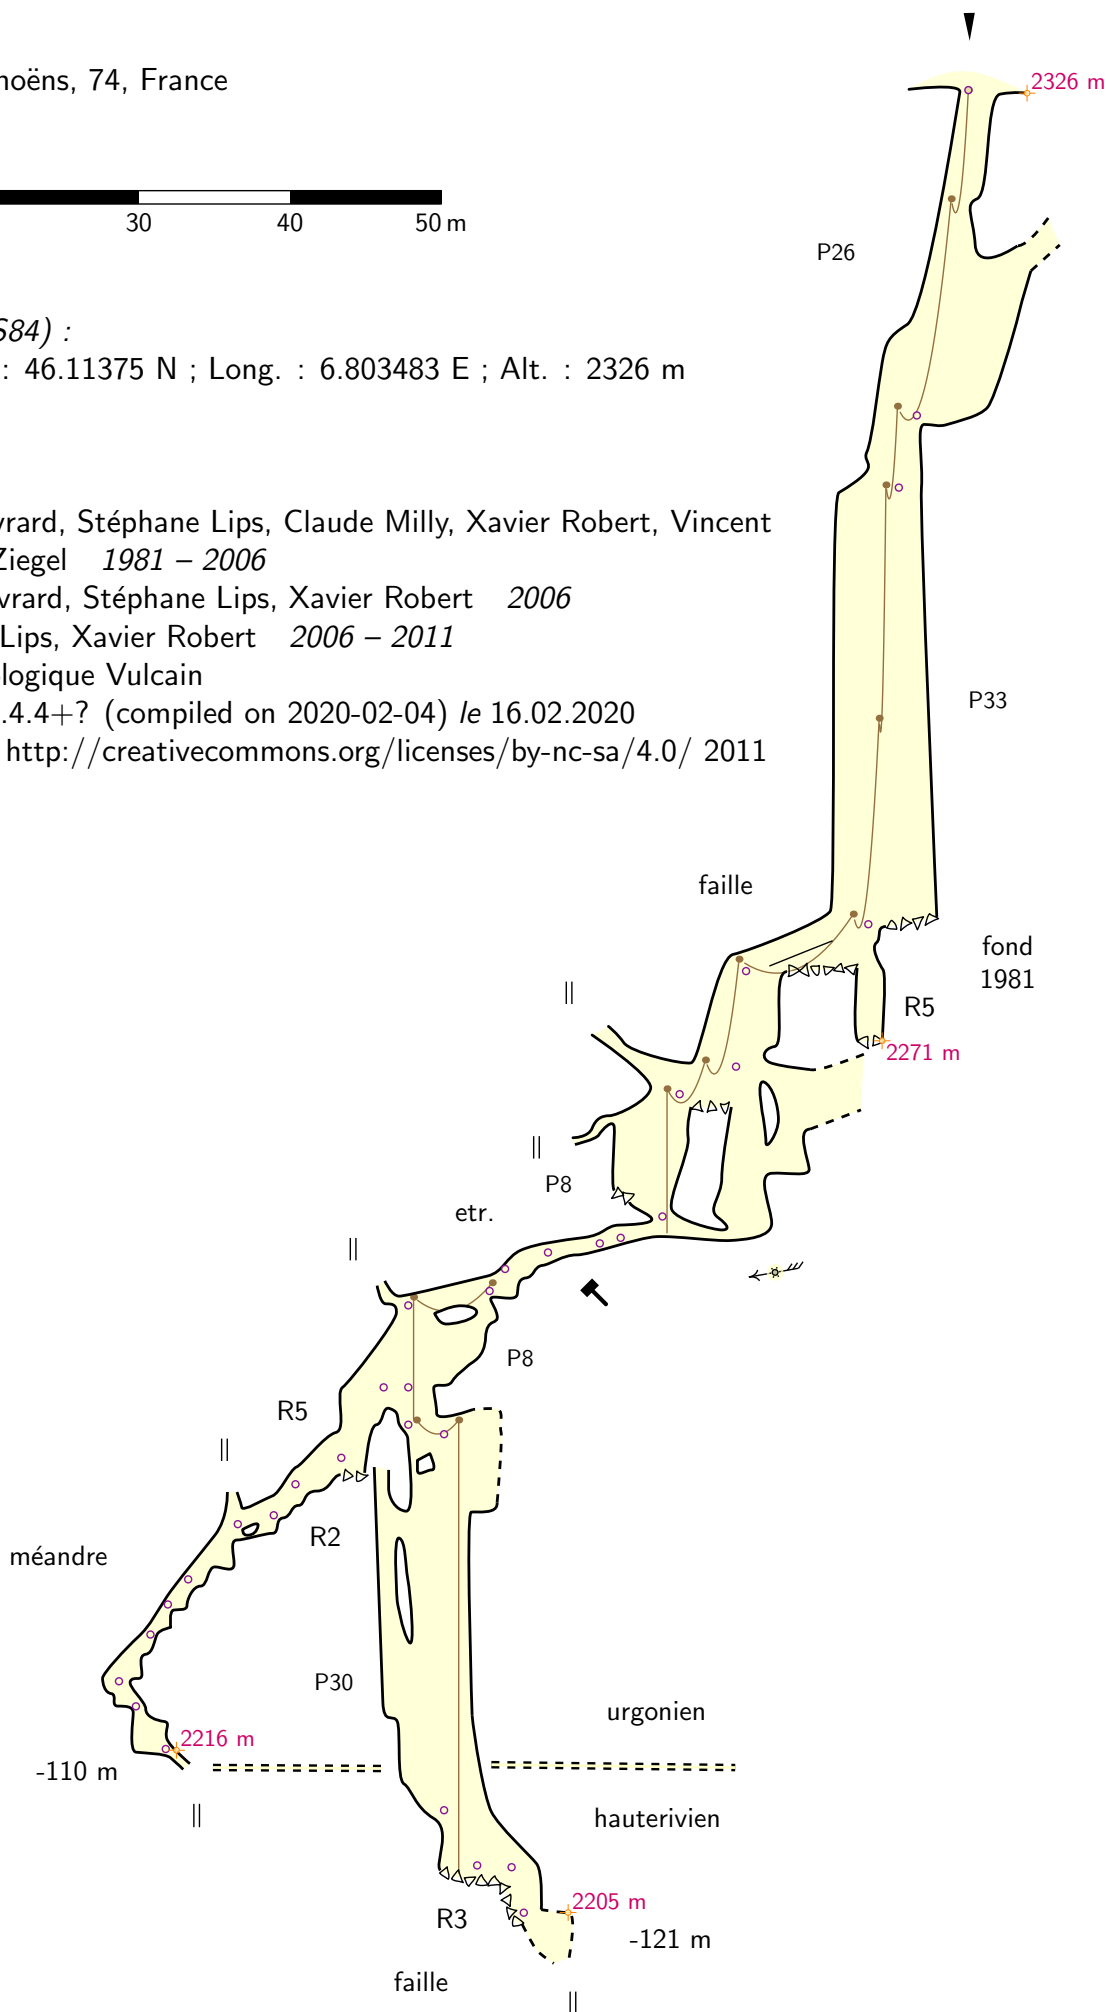 noëns, 74, France
2326 m
30 40 50 m
P26
S84) :
: 46.11375 N ; Long. : 6.803483 E ; Alt. : 2326 m
vrard, Stéphane Lips, Claude Milly, Xavier Robert, Vincent
Ziegel 1981 – 2006
vrard, Stéphane Lips, Xavier Robert 2006
Lips, Xavier Robert 2006 – 2011
ologique Vulcain
.4.4+? (compiled on 2020-02-04) le 16.02.2020
http://creativecommons.org/licenses/by-nc-sa/4.0/ 2011
P33
faille
fond
1981
R5
2271 m
P8
etr.
P8
R5
R2
méandre
P30
urgonien
2216 m
-110 m
hauterivien
2205 m
R3
-121 m
faille